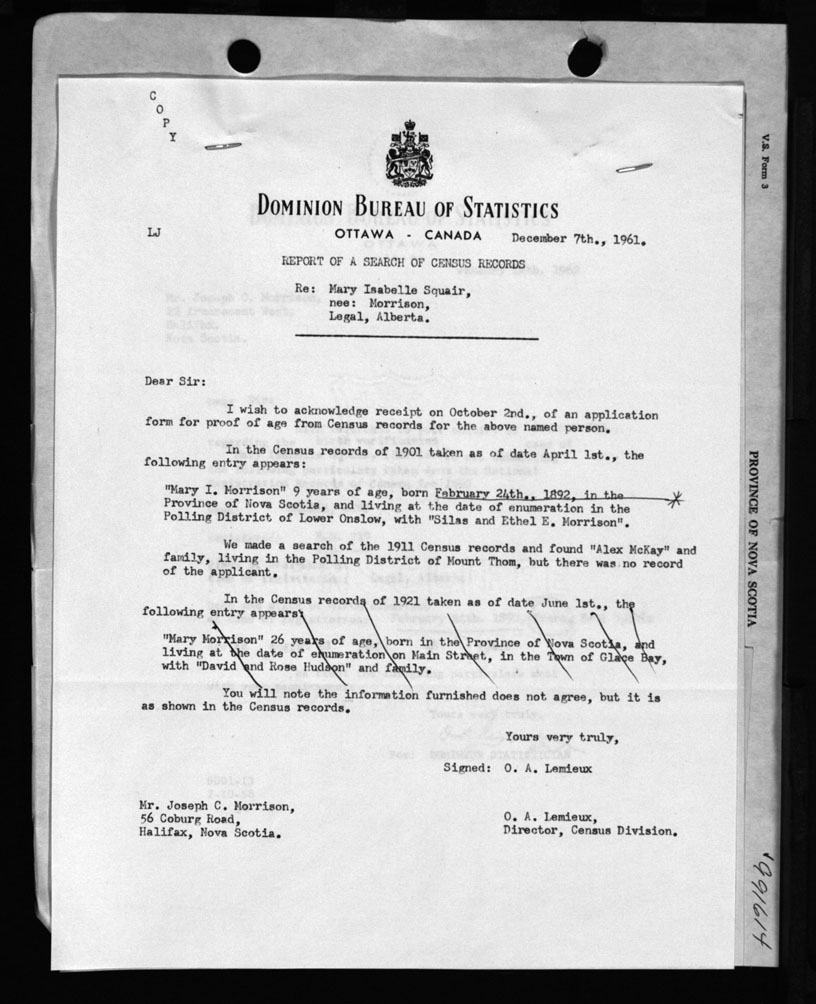 C
O
P
Y
DOMINION BUREAU OF STATISTICS
OTTAWA - CANADA
LJ
December 7th., 1961.
REPORT OF A SEARCH OF CENSUS RECORDS
Re: Mary Isabelle Squair,
nee: Morrison,
Legal, Alberta.
Dear Sir:
I wish to acknowledge receipt on October 2nd., of an application
form for proof of age from Census records for the above named person.
In the Census records of 1901 taken as of date April 1st., the
following entry appears:
"Mary I. Morrison" 9 years of age, born February 24th., 1892, in the
Province of Nova Scotia, and living at the date of enumeration in the
Polling District of Lower Onslow, with "Silas and Ethel E. Morrison".
We made a search of the 1911 Census records and found "Alex McKay" and
family, living in the Polling District of Mount Thom, but there was no record
of the applicant.
In the Census records of 1921 taken as of date June 1st., the
following entry appears:
"Mary Morrison" 26 years of age, born in the Province of Nova Scotia, and
living at the date of enumeration on Main Street, in the Town of Glace Bay,
with "David and Rose Hudson" and family.
You will note the information furnished does not agree, but it is
as shown in the Census records.
Yours very truly,
Signed: O. A. Lemieux
Mr. Joseph C. Morrison,
56 Coburg Road,
Halifax, Nova Scotia.
O. A. Lemieux,
Director, Census Division.
V.S. Form 3
PROVINCE OF NOVA SCOTIA
991614